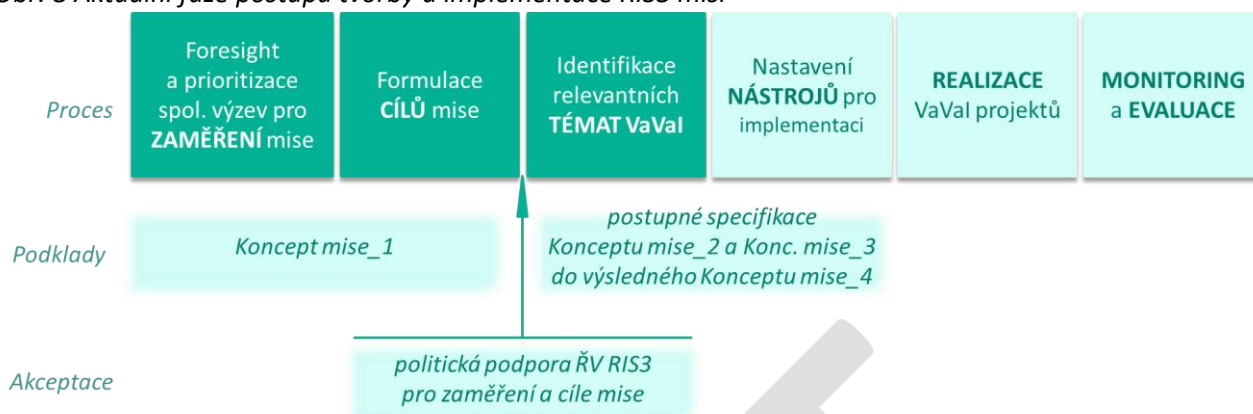 Obr. 8 Aktuální fáze postupu tvorby a implementace RIS3 misí
Proces
Foresight
a prioritizace
spol. výzev pro
ZAMĚŘENÍ mise
Formulace
CÍLŮ mise
Identifikace
relevantních
TÉMAT VaVaI
Nastavení
NÁSTROJŮ pro
implementaci
REALIZACE
VaVaI projektů
MONITORING
a EVALUACE
Podklady
Koncept mise_1
postupné specifikace
Konceptu mise_2 a Konc. mise_3
do výsledného Konceptu mise_4
Akceptace
politická podpora ŘV RIS3
pro zaměření a cíle mise